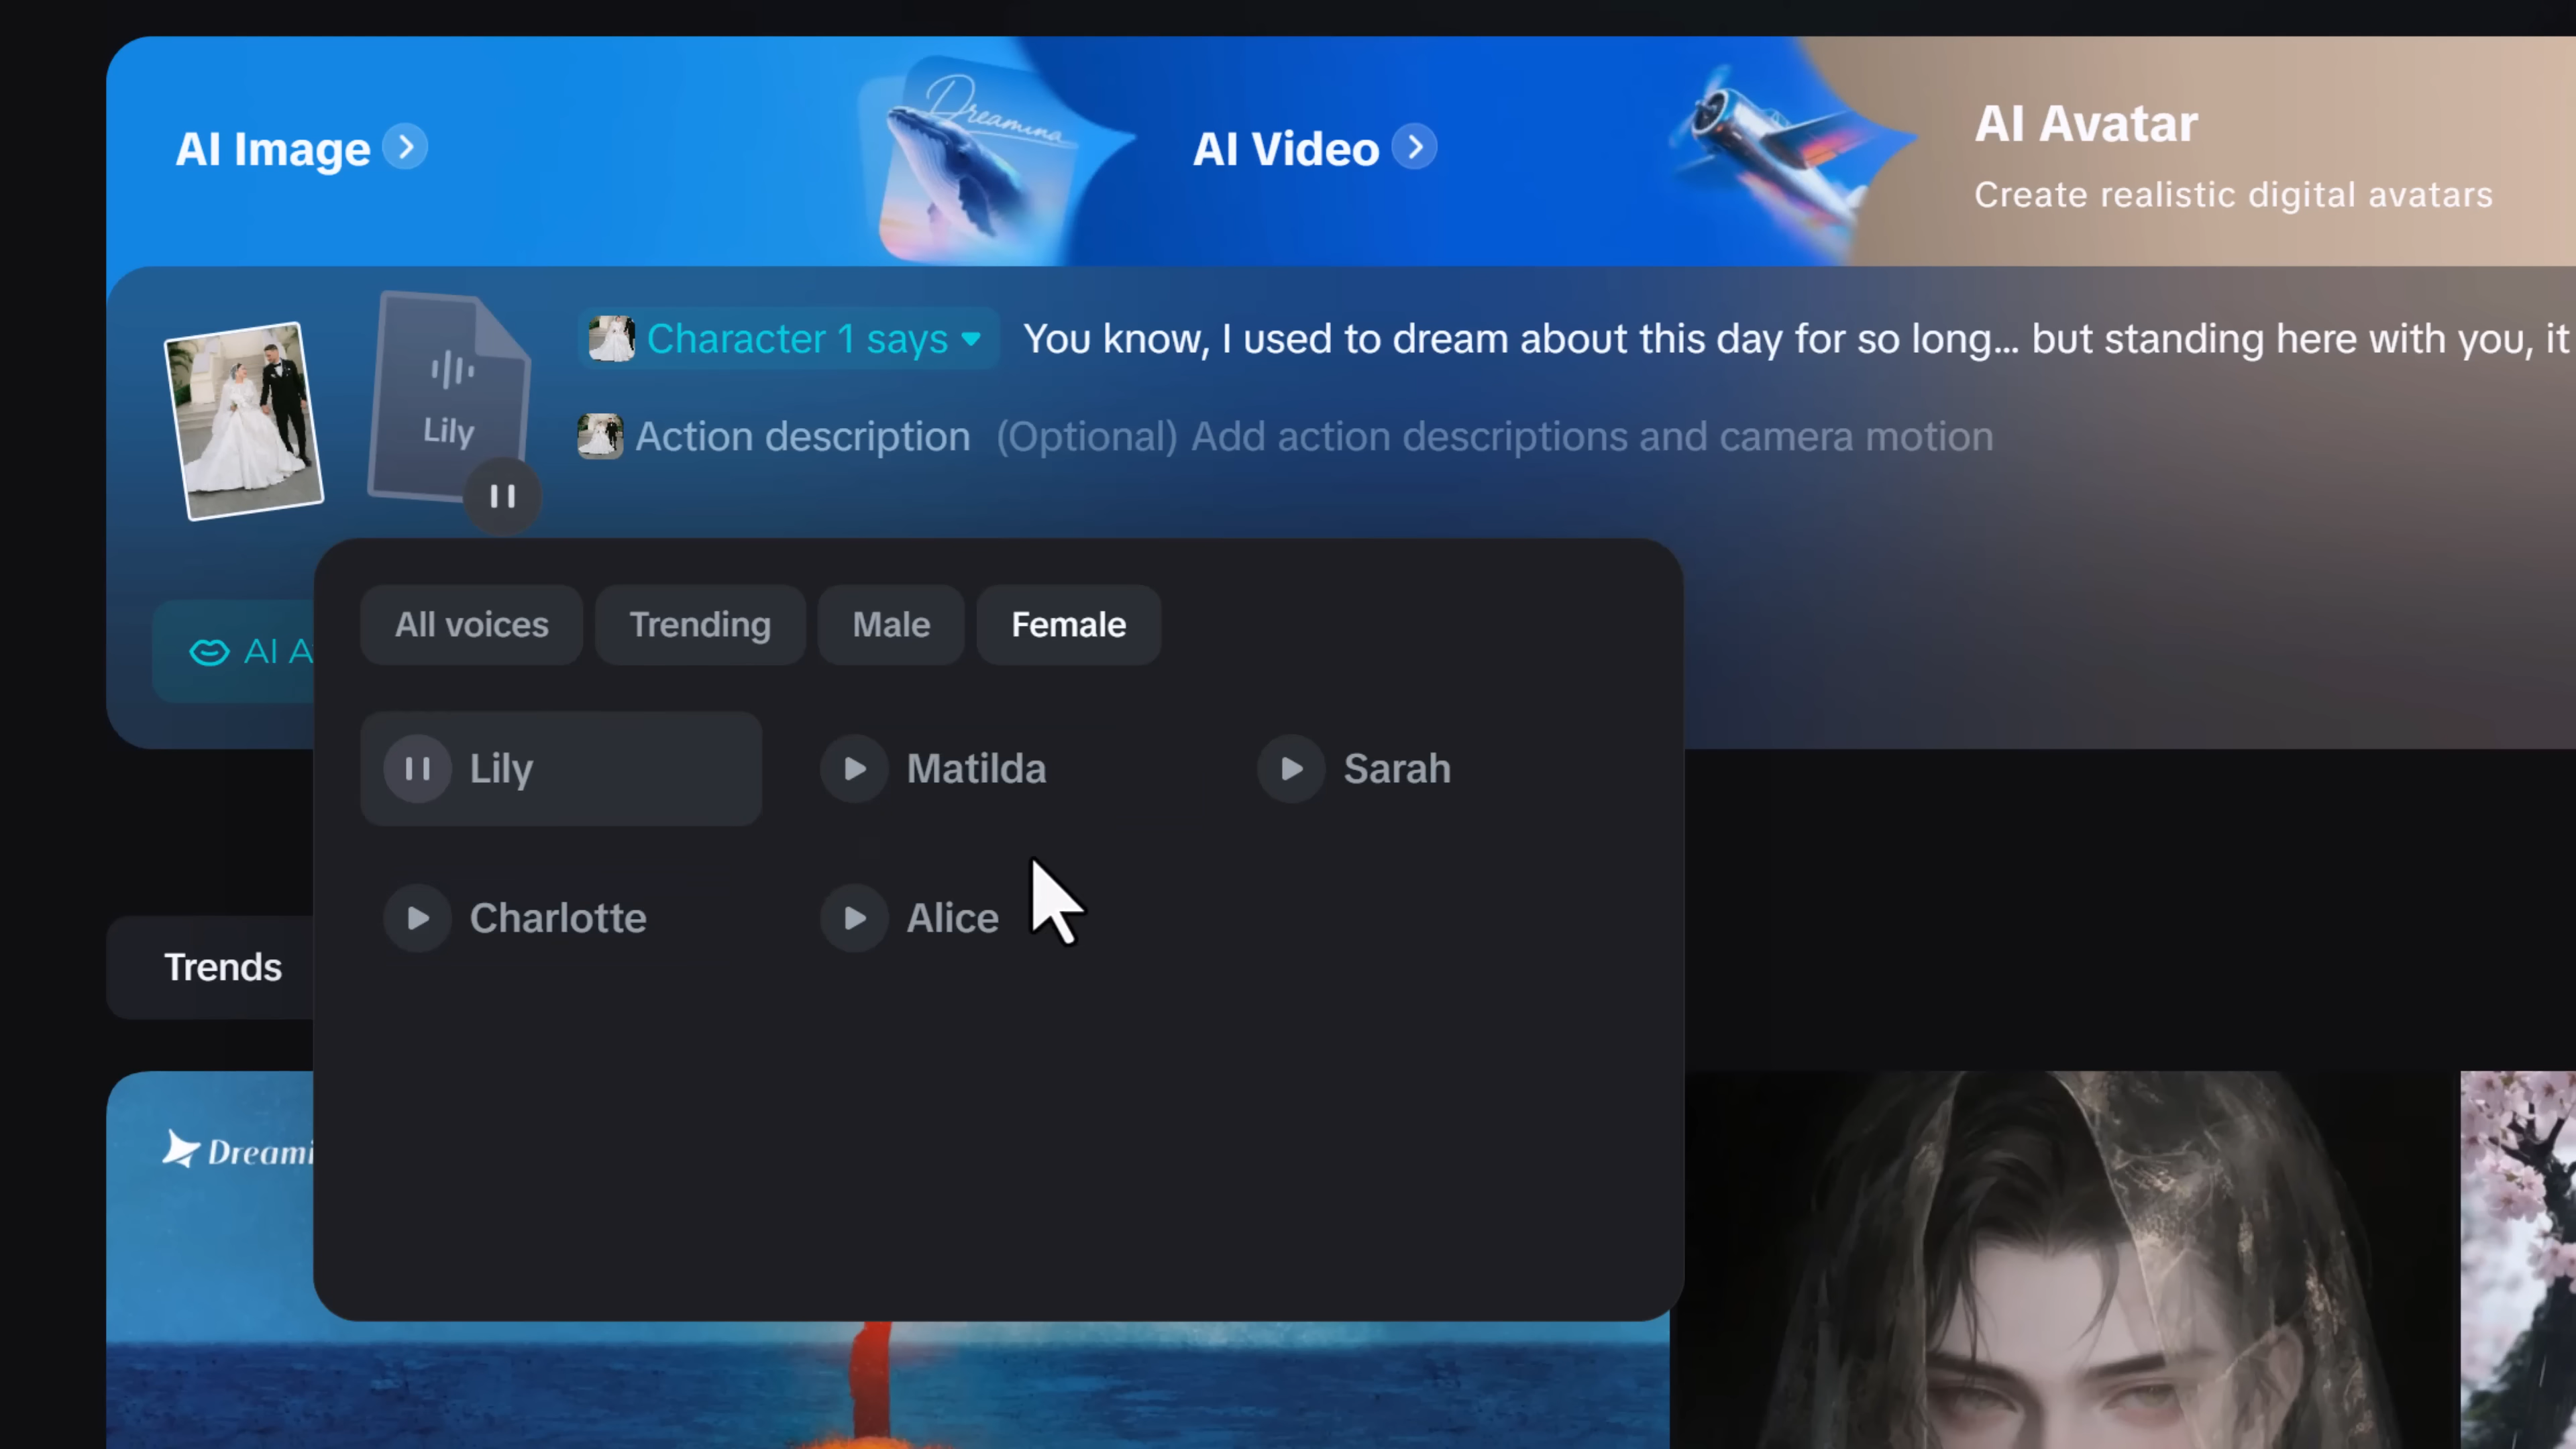 AI Image
Dreamina
AI Video
AI Avatar
Create realistic digital avatars
Lily
Character 1 says
You know, I used to dream about this day for so long... but standing here with you, it
Action description
(Optional) Add action descriptions and camera motion
AI A
All voices
Trending
Male
Female
Lily
Matilda
Sarah
Charlotte
Alice
Trends
Dreami